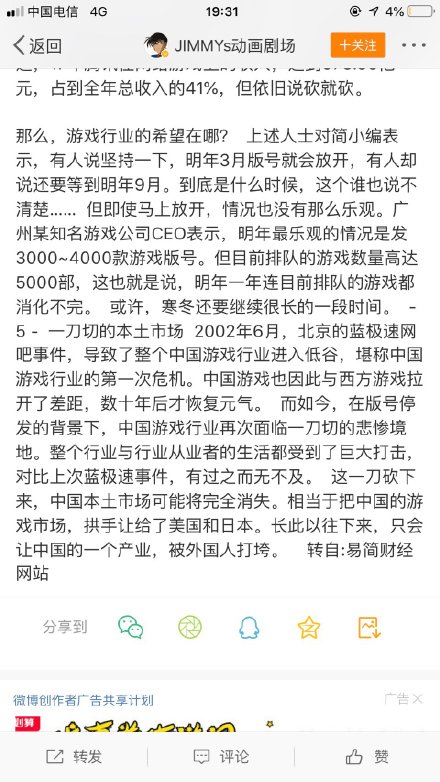 中国电信 4G 19:31 4%
返回 JIMMYs动画剧场 +关注
元，占到全年总收入的41%，但依旧说砍就砍。
那么，游戏行业的希望在哪？ 上述人士对简小编表
示，有人说坚持一下，明年3月版号就会放开，有人却
说还要等到明年9月。到底是什么时候，这个谁也说不
清楚...... 但即使马上放开，情况也没有那么乐观。广
州某知名游戏公司CEO表示，明年最乐观的情况是发
3000~4000款游戏版号。但目前排队的游戏数量高达
5000部，这也就是说，明年一年连目前排队的游戏都
消化不完。 或许，寒冬还要继续很长的一段时间。 -
5 - 一刀切的本土市场 2002年6月，北京的蓝极速网
吧事件，导致了整个中国游戏行业进入低谷，堪称中国
游戏行业的第一次危机。中国游戏也因此与西方游戏拉
开了差距，数十年后才恢复元气。 而如今，在版号停
发的背景下，中国游戏行业再次面临一刀切的悲惨境
地。整个行业与行业从业者的生活都受到了巨大打击，
对比上次蓝极速事件，有过之而无不及。 这一刀砍下
来，中国本土市场可能将完全消失。相当于把中国的游
戏市场，拱手让给了美国和日本。长此以往下来，只会
让中国的一个产业，被外国人打垮。 转自:易简财经
网站
分享到
微博创作者广告共享计划 广告
转发 评论 赞